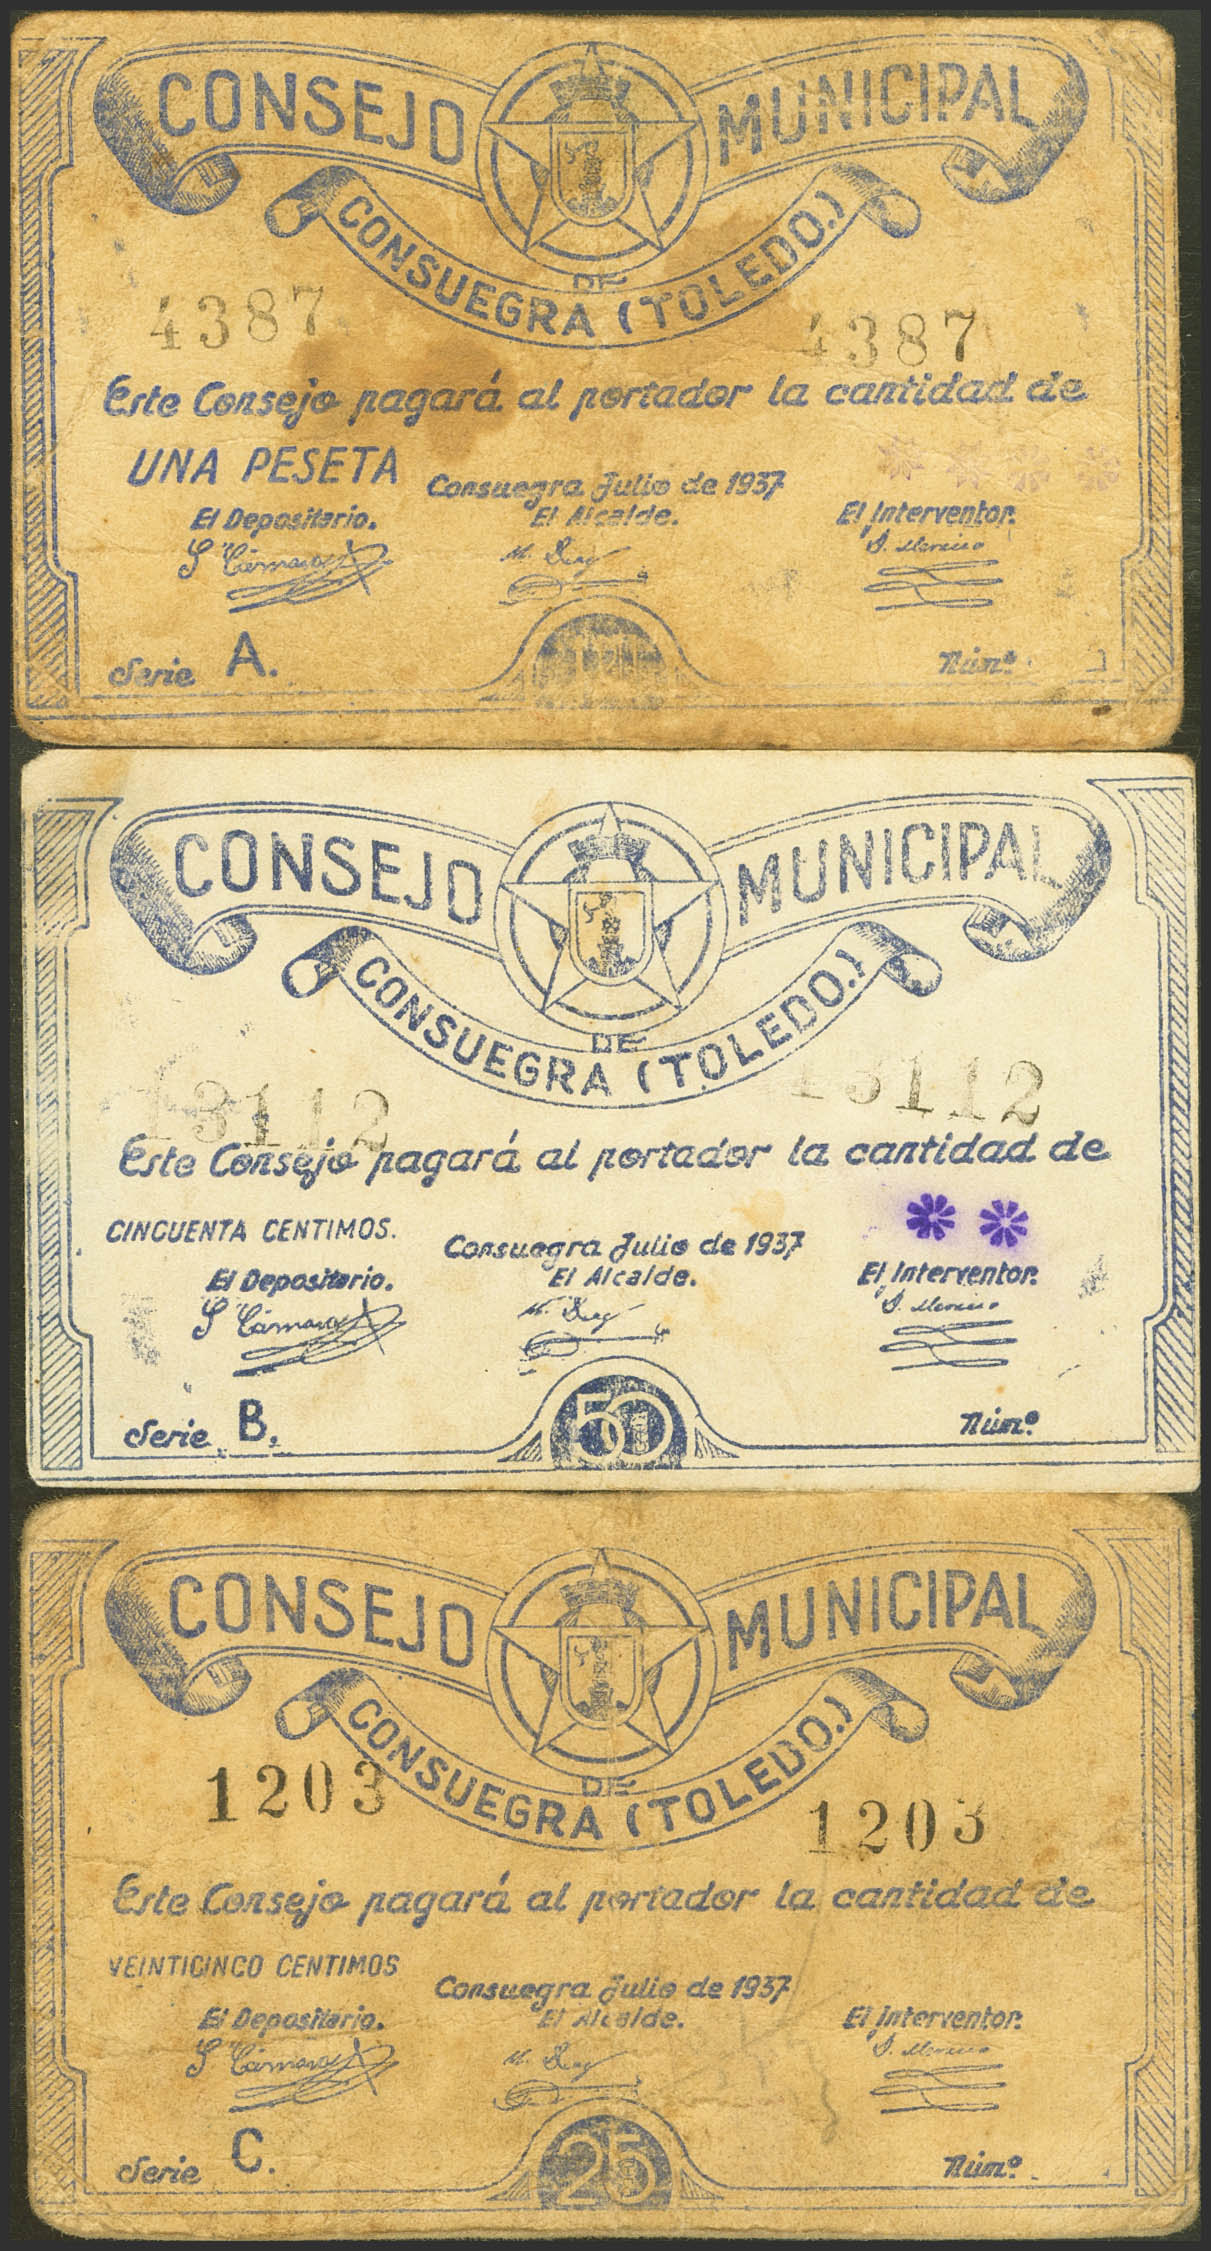 CONSEJO MUNICIPAL
DE
CONSUEGRA (TOLEDO.)
4387
4387
Este Consejo pagará al portador la cantidad de
UNA PESETA
Consuegra Julio de 1937
El Depositario.
El Alcalde.
El Interventor.
Serie A.
Núm.º
CONSEJO MUNICIPAL
DE
CONSUEGRA (TOLEDO.)
13112
13112
Este Consejo pagará al portador la cantidad de
CINCUENTA CENTIMOS.
Consuegra Julio de 1937
El Depositario.
El Alcalde.
El Interventor.
Serie B.
50
Núm.º
CONSEJO MUNICIPAL
DE
CONSUEGRA (TOLEDO.)
1203
1203
Este Consejo pagará al portador la cantidad de
VEINTICINCO CENTIMOS
Consuegra Julio de 1937
El Depositario.
El Alcalde.
El Interventor.
Serie C.
25
Núm.º